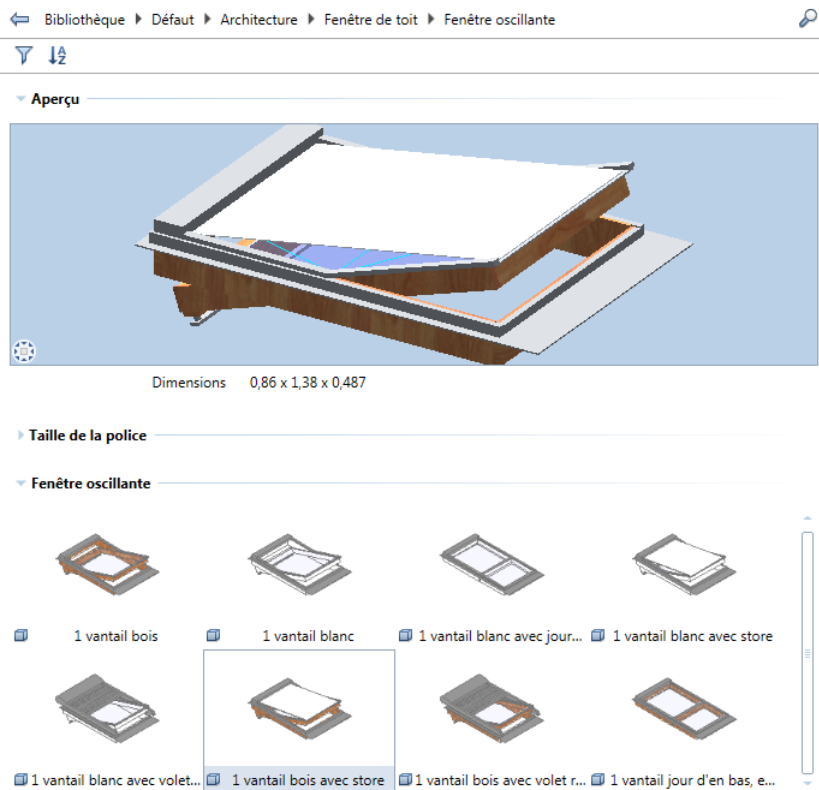 Bibliothèque Défaut Architecture Fenêtre de toit Fenêtre oscillante
Aperçu
Dimensions 0,86 x 1,38 x 0,487
Taille de la police
Fenêtre oscillante
1 vantail bois 1 vantail blanc 1 vantail blanc avec jour... 1 vantail blanc avec store
1 vantail blanc avec volet... 1 vantail bois avec store 1 vantail bois avec volet r... 1 vantail jour d'en bas, e...